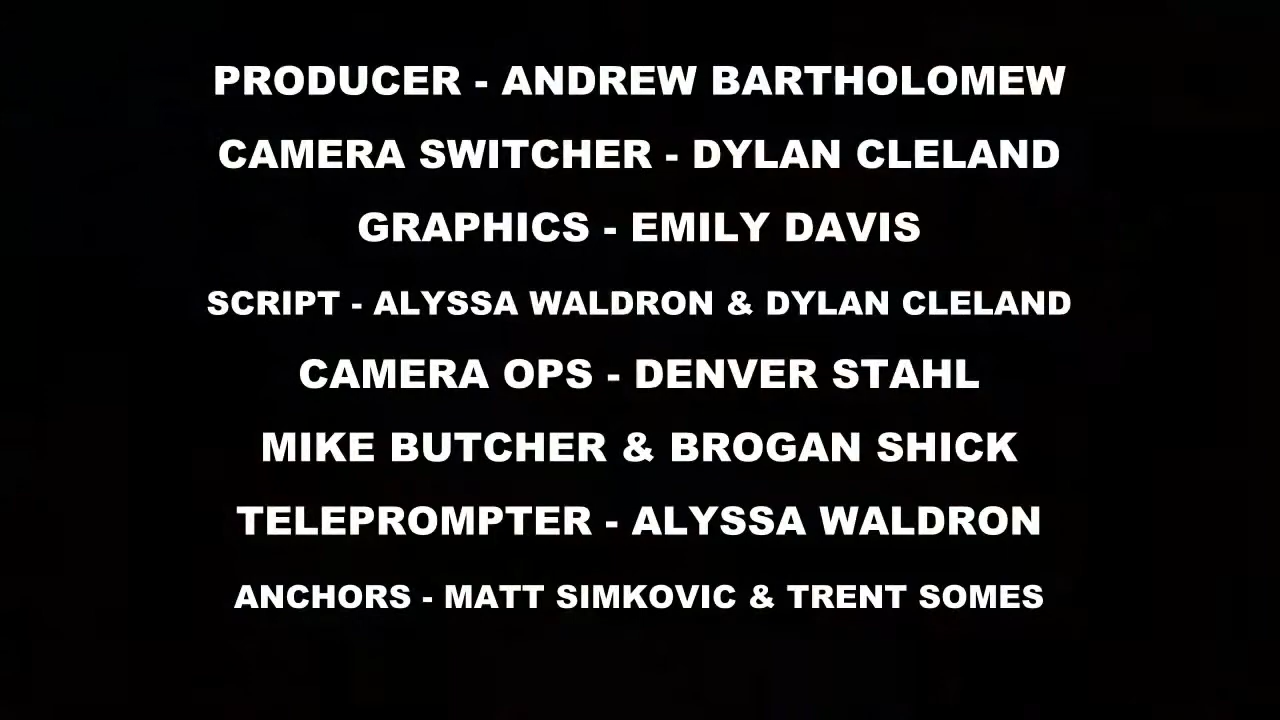 PRODUCER - ANDREW BARTHOLOMEW
CAMERA SWITCHER - DYLAN CLELAND
GRAPHICS - EMILY DAVIS
SCRIPT - ALYSSA WALDRON & DYLAN CLELAND
CAMERA OPS - DENVER STAHL
MIKE BUTCHER & BROGAN SHICK
TELEPROMPTER - ALYSSA WALDRON
ANCHORS - MATT SIMKOVIC & TRENT SOMES